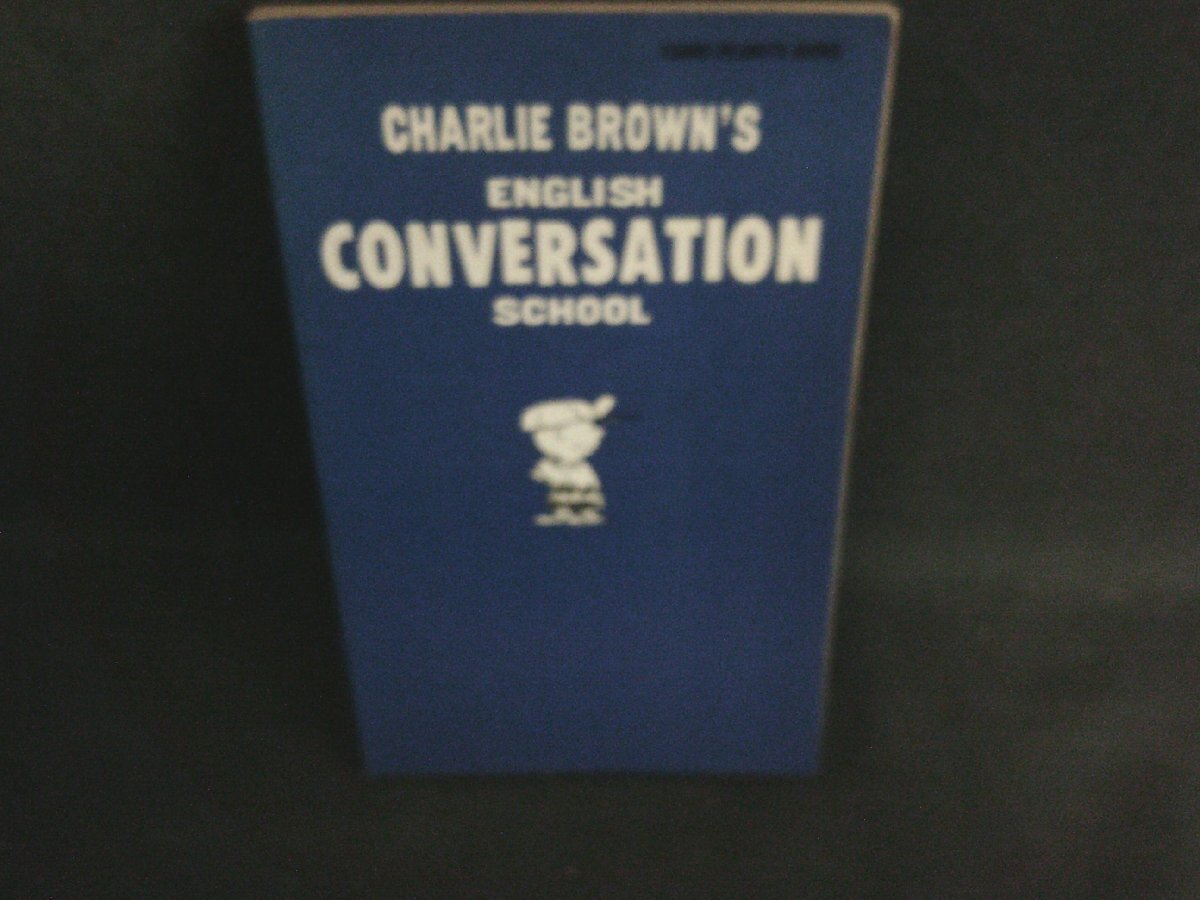 CHARLIE BROWN'S
ENGLISH
CONVERSATION
SCHOOL